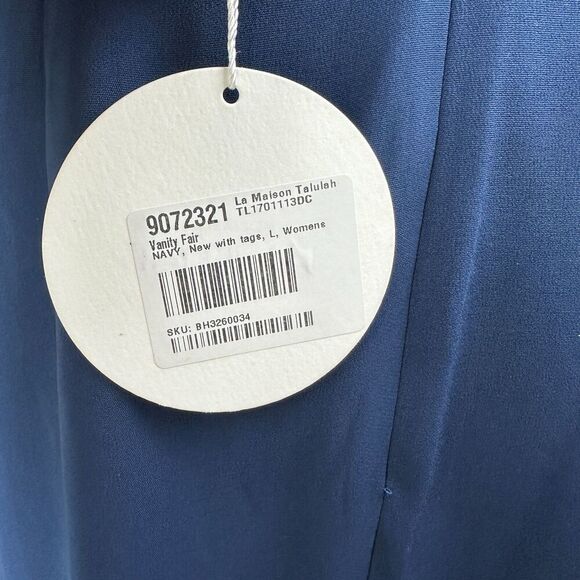 9072321 La Maison Talulah
TL1701113DC
Vanity Fair
NAVY, New with tags, L, Womens
SKU: BH3260034